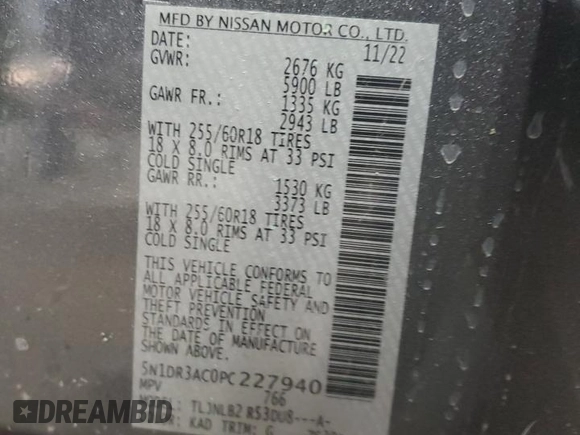 MFD BY NISSAN MOTOR CO., LTD.
DATE: 11/22
GVWR: 2676 KG
5900 LB
GAWR FR.: 1335 KG
2943 LB
WITH 255/60R18 TIRES
18 X 8.0 RIMS AT 33 PSI
COLD SINGLE
GAWR RR.: 1530 KG
3373 LB
WITH 255/60R18 TIRES
18 X 8.0 RIMS AT 33 PSI
COLD SINGLE
THIS VEHICLE CONFORMS TO
ALL APPLICABLE FEDERAL
MOTOR VEHICLE SAFETY AND
THEFT PREVENTION
STANDARDS IN EFFECT ON
THE DATE OF MANUFACTURE
SHOWN ABOVE.
5N1DR3AC0PC227940
MPV 766
KAD TRIM: G
© AUTOBIDMASTER